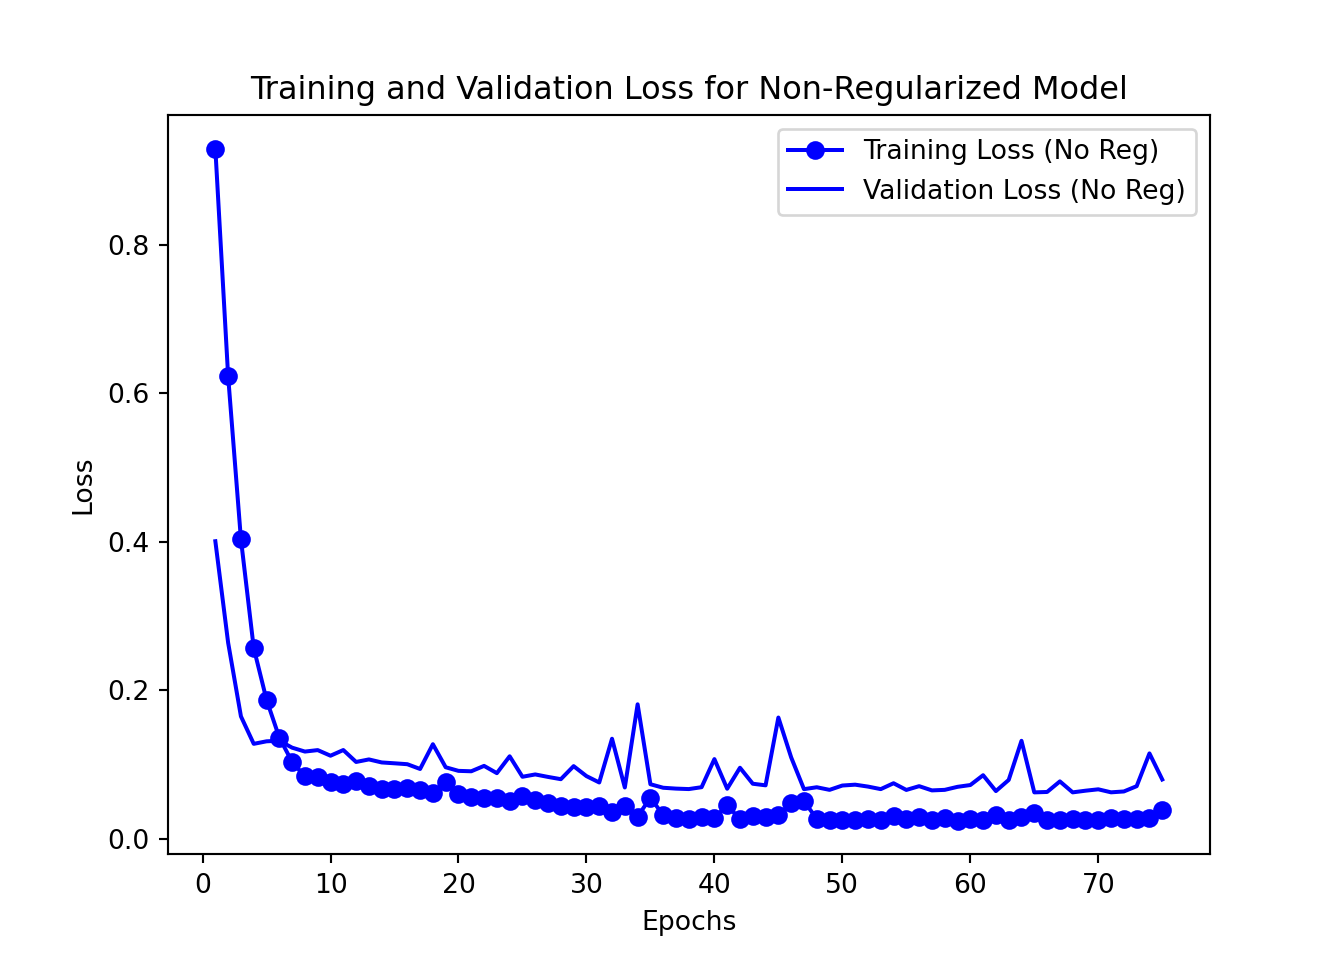 Training and Validation Loss for Non-Regularized Model
Training Loss (No Reg)
Validation Loss (No Reg)
Loss
0.8
0.6
0.4
0.2
0.0
0 10 20 30 40 50 60 70
Epochs